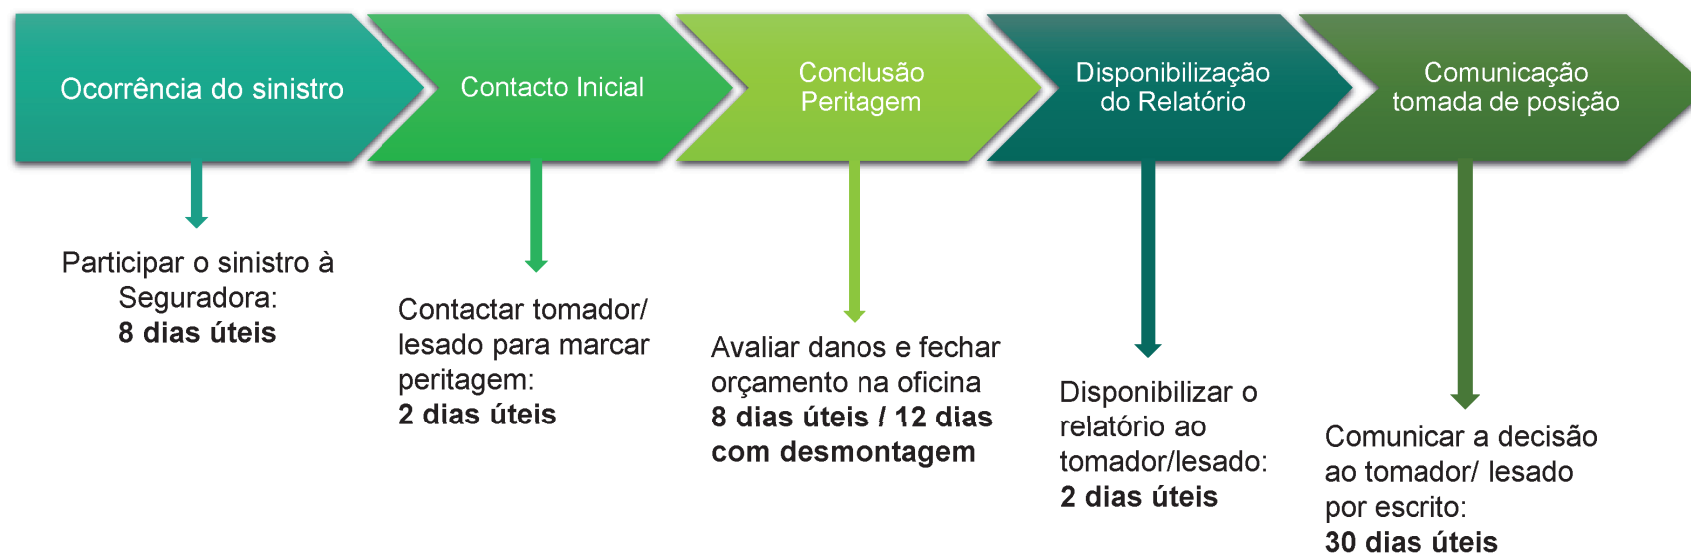 Ocorrência do sinistro
Contacto Inicial
Conclusão
Peritagem
Disponibilização
do Relatório
Comunicação
tomada de posição
Participar o sinistro à
Seguradora:
8 dias úteis
Contactar tomador/
lesado para marcar
peritagem:
2 dias úteis
Avaliar danos e fechar
orçamento na oficina
8 dias úteis / 12 dias
com desmontagem
Disponibilizar o
relatório ao
tomador/lesado:
2 dias úteis
Comunicar a decisão
ao tomador/ lesado
por escrito:
30 dias úteis